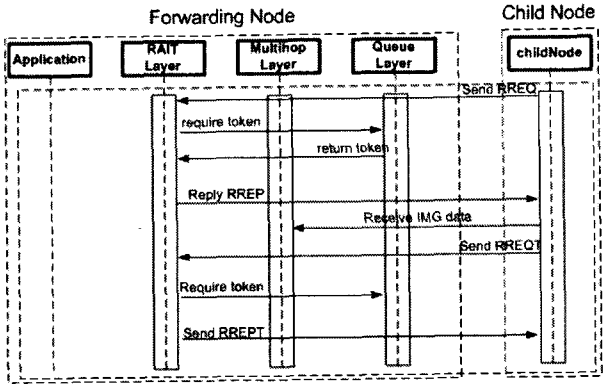 Forwarding Node
Child Node
Application
RAIT
Layer
Multihop
Layer
Queue
Layer
childNode
Send RREQ
require token
return token
Reply RREP
Receive IMG data
Send RREQT
Require token
Send RREPT